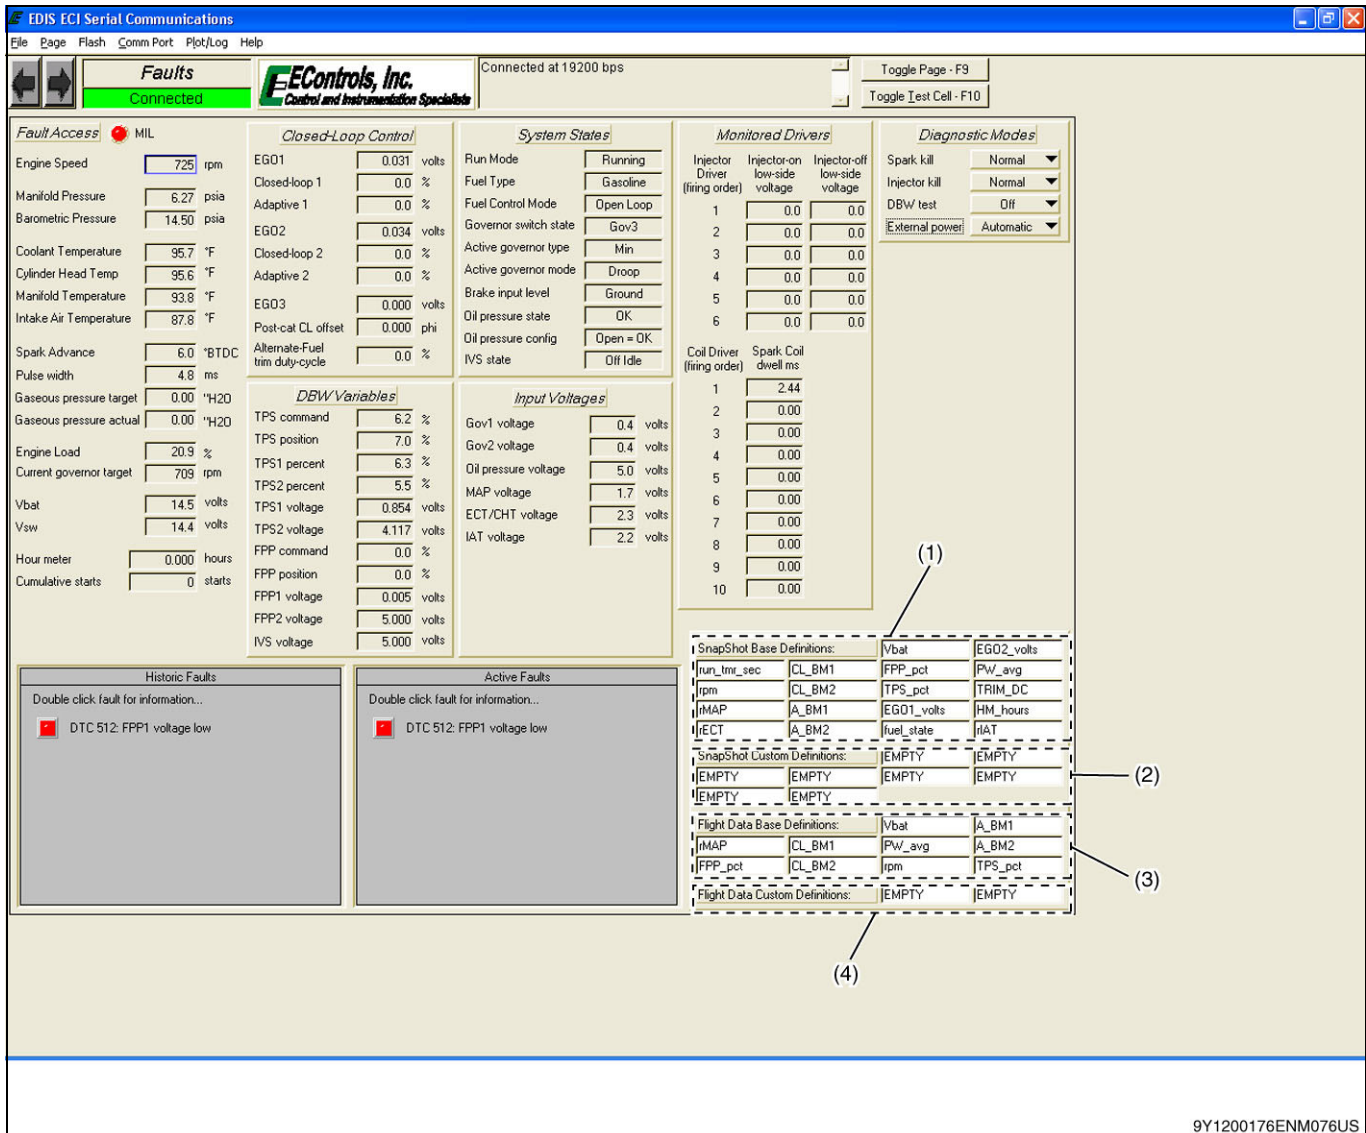 EDIS ECI Serial Communications
File Page Flash Comm Port Plot/Log Help
Faults
Connected
EControls, Inc.
Control and Instrumentation Specialists
Connected at 19200 bps
Toggle Page - F9
Toggle Test Cell - F10
Fault Access MIL
Engine Speed 725 rpm
Manifold Pressure 6.27 psia
Barometric Pressure 14.50 psia
Coolant Temperature 95.7 °F
Cylinder Head Temp 95.6 °F
Manifold Temperature 93.8 °F
Intake Air Temperature 87.8 °F
Spark Advance 6.0 °BTDC
Pulse width 4.8 ms
Gaseous pressure target 0.00 "H2O
Gaseous pressure actual 0.00 "H2O
Engine Load 20.9 %
Current governor target 709 rpm
Vbat 14.5 volts
Vsw 14.4 volts
Hour meter 0.000 hours
Cumulative starts 0 starts
Closed-Loop Control
EGO1 0.031 volts
Closed-loop 1 0.0 %
Adaptive 1 0.0 %
EGO2 0.034 volts
Closed-loop 2 0.0 %
Adaptive 2 0.0 %
EGO3 0.000 volts
Post-cat CL offset 0.000 phi
Alternate-Fuel
trim duty-cycle 0.0 %
DBW Variables
TPS command 6.2 %
TPS position 7.0 %
TPS1 percent 6.3 %
TPS2 percent 5.5 %
TPS1 voltage 0.854 volts
TPS2 voltage 4.117 volts
FPP command 0.0 %
FPP position 0.0 %
FPP1 voltage 0.005 volts
FPP2 voltage 5.000 volts
IVS voltage 5.000 volts
System States
Run Mode Running
Fuel Type Gasoline
Fuel Control Mode Open Loop
Governor switch state Gov3
Active governor type Min
Active governor mode Droop
Brake input level Ground
Oil pressure state OK
Oil pressure config Open = OK
IVS state Off Idle
Input Voltages
Gov1 voltage 0.4 volts
Gov2 voltage 0.4 volts
Oil pressure voltage 5.0 volts
MAP voltage 1.7 volts
ECT/CHT voltage 2.3 volts
IAT voltage 2.2 volts
Monitored Drivers
Injector Injector-on Injector-off
Driver low-side low-side
(firing order) voltage voltage
1 0.0 0.0
2 0.0 0.0
3 0.0 0.0
4 0.0 0.0
5 0.0 0.0
6 0.0 0.0
Coil Driver Spark Coil
(firing order) dwell ms
1 2.44
2 0.00
3 0.00
4 0.00
5 0.00
6 0.00
7 0.00
8 0.00
9 0.00
10 0.00
Diagnostic Modes
Spark kill Normal
Injector kill Normal
DBW test Off
External power Automatic
Historic Faults
Double click fault for information...
DTC 512: FPP1 voltage low
Active Faults
Double click fault for information...
DTC 512: FPP1 voltage low
(1)
SnapShot Base Definitions: Vbat EGO2_volts
run_tmr_sec CL_BM1 FPP_pct PW_avg
rpm CL_BM2 TPS_pct TRIM_DC
rMAP A_BM1 EGO1_volts HM_hours
rECT A_BM2 fuel_state rIAT
SnapShot Custom Definitions: EMPTY EMPTY
EMPTY EMPTY EMPTY EMPTY
EMPTY EMPTY
(2)
Flight Data Base Definitions: Vbat A_BM1
rMAP CL_BM1 PW_avg A_BM2
FPP_pct CL_BM2 rpm TPS_pct
(3)
Flight Data Custom Definitions: EMPTY EMPTY
(4)
9Y1200176ENM076US